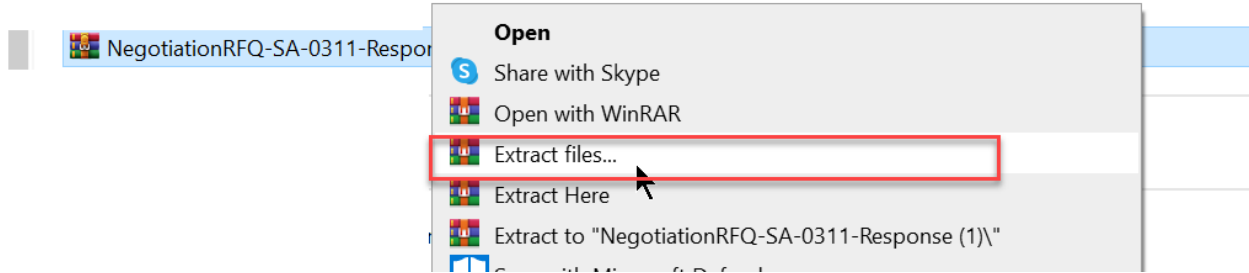 Open
NegotiationRFQ-SA-0311-Respon
Share with Skype
Open with WinRAR
Extract files...
Extract Here
Extract to "NegotiationRFQ-SA-0311-Response (1)\"